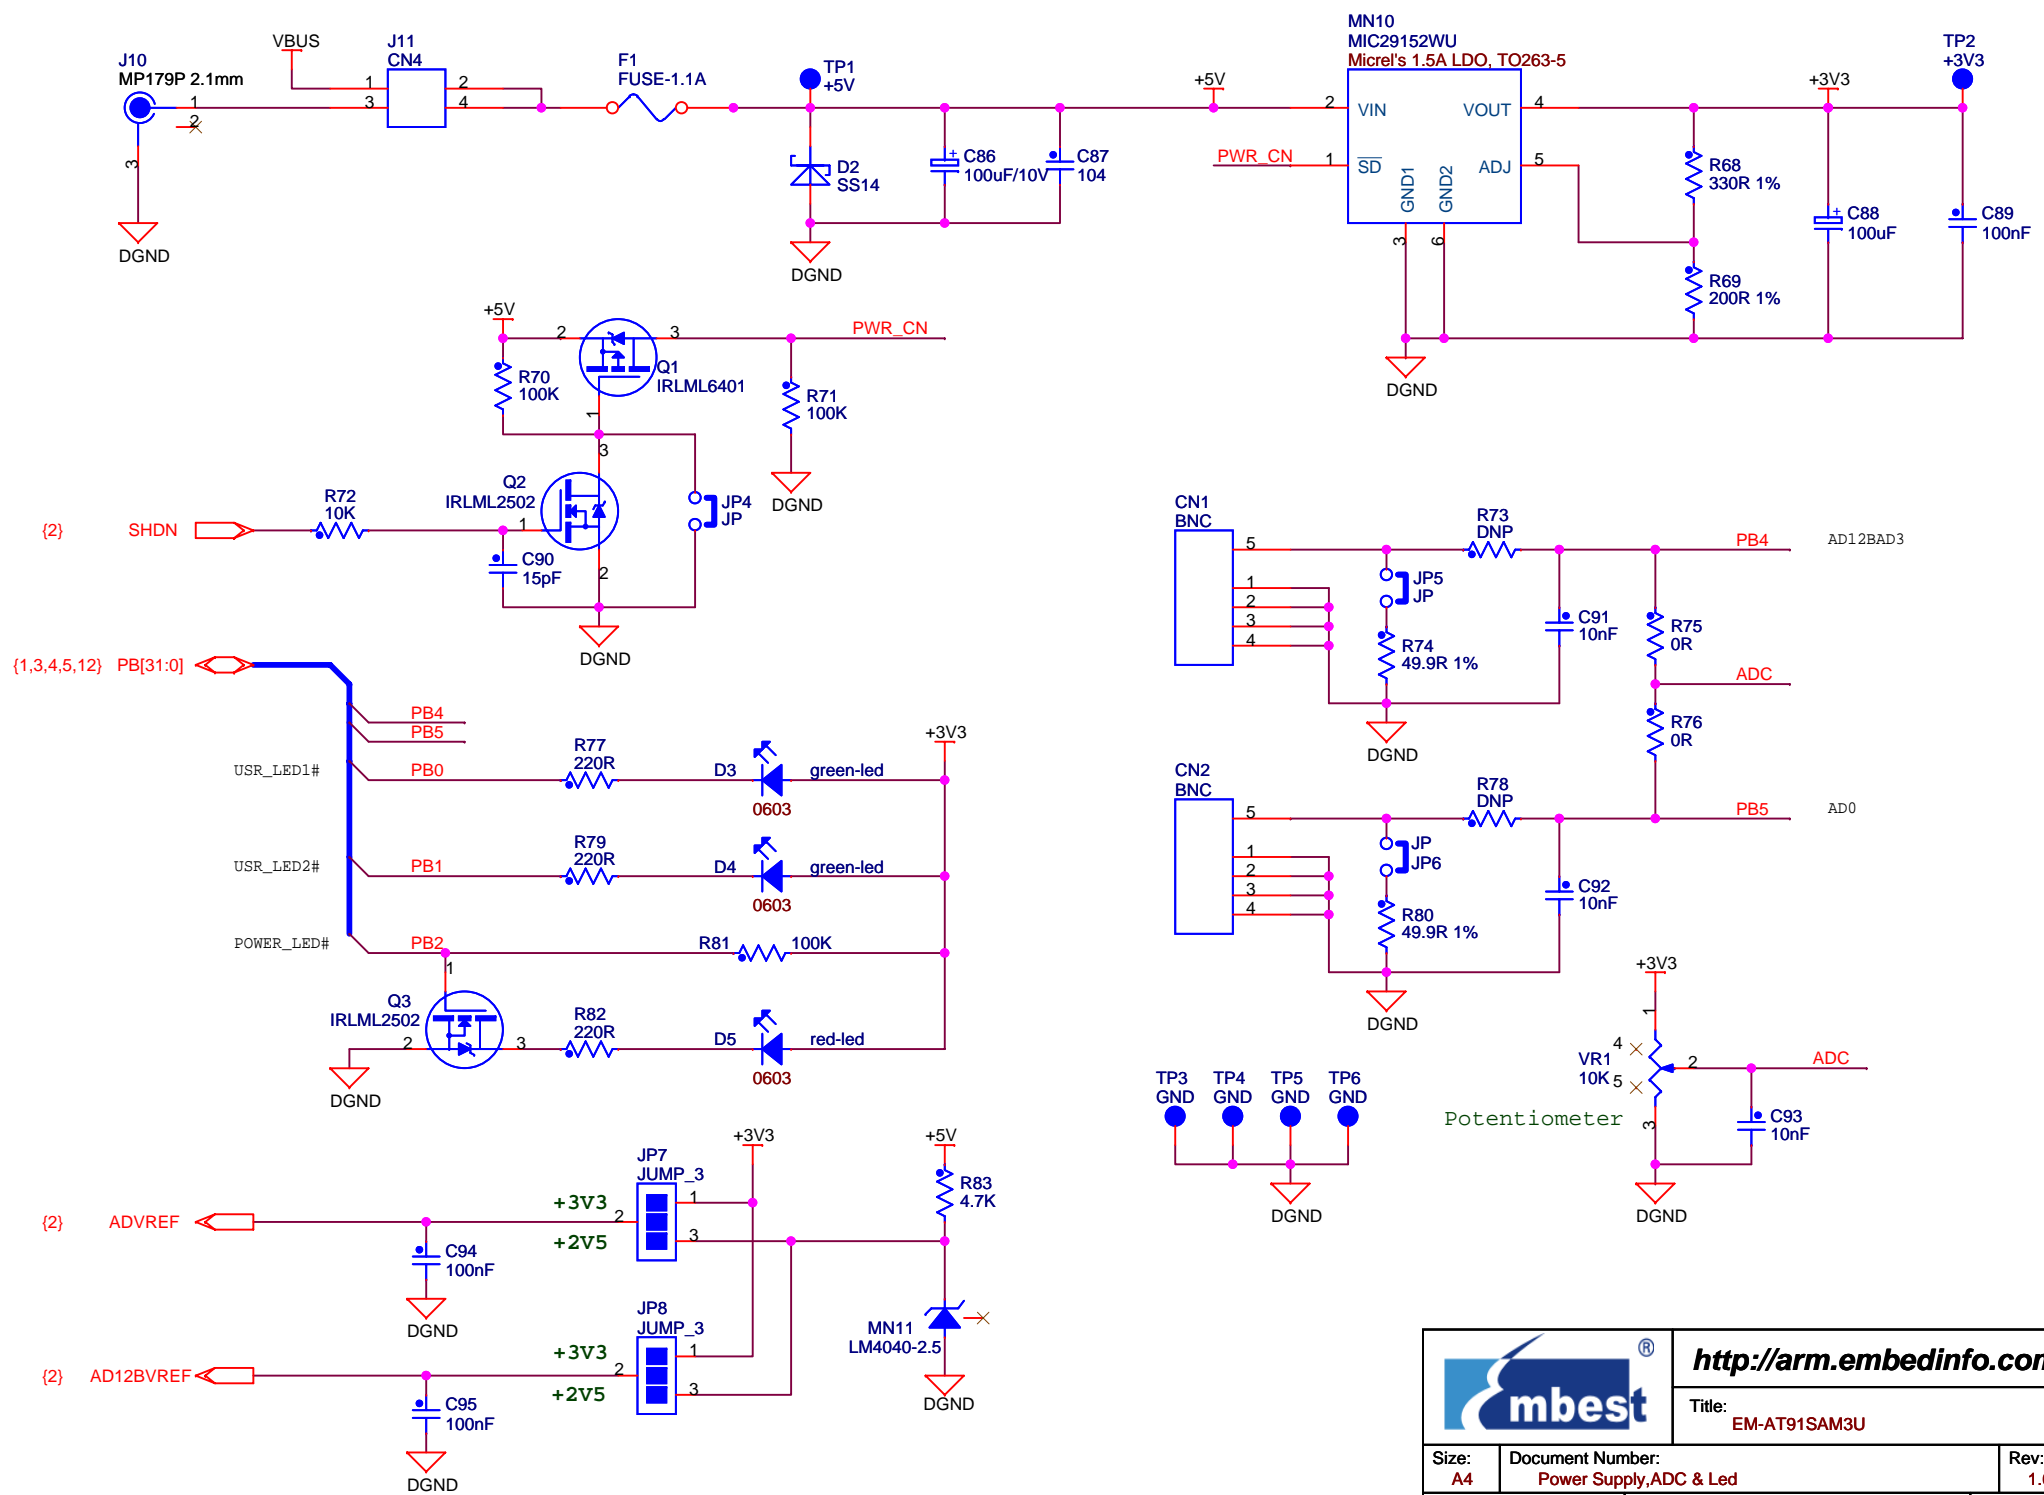 J10
MP179P 2.1mm
1
2
3
DGND
VBUS
J11
CN4
1
2
3
4
F1
FUSE-1.1A
TP1
+5V
D2
SS14
DGND
C86
100uF/10V
C87
104
+5V
PWR_CN
MN10
MIC29152WU
Micrel's 1.5A LDO, TO263-5
2
VIN
VOUT
4
1
SD
ADJ
5
GND1
GND2
3
6
DGND
R68
330R 1%
R69
200R 1%
+3V3
C88
100uF
TP2
+3V3
C89
100nF
+5V
2
3
PWR_CN
R70
100K
Q1
IRLML6401
1
R71
100K
DGND
3
Q2
IRLML2502
JP4
JP
{2}
SHDN
R72
10K
1
C90
15pF
2
DGND
{1,3,4,5,12}
PB[31:0]
PB4
PB5
USR_LED1#
PB0
R77
220R
D3
green-led
0603
+3V3
USR_LED2#
PB1
R79
220R
D4
green-led
0603
POWER_LED#
PB2
R81
100K
1
Q3
IRLML2502
2
3
R82
220R
D5
red-led
0603
DGND
CN1
BNC
5
1
2
3
4
JP5
JP
R74
49.9R 1%
DGND
R73
DNP
C91
10nF
PB4
AD12BAD3
R75
0R
ADC
R76
0R
CN2
BNC
5
1
2
3
4
JP
JP6
R80
49.9R 1%
DGND
R78
DNP
C92
10nF
PB5
AD0
+3V3
1
4
VR1
10K
5
2
ADC
Potentiometer
3
C93
10nF
DGND
TP3
GND
TP4
GND
TP5
GND
TP6
GND
DGND
{2}
ADVREF
C94
100nF
DGND
+3V3
+2V5
JP7
JUMP_3
1
2
3
+3V3
+5V
R83
4.7K
MN11
LM4040-2.5
DGND
{2}
AD12BVREF
C95
100nF
DGND
+3V3
+2V5
JP8
JUMP_3
1
2
3
Embest
®
http://arm.embedinfo.com
Title:
EM-AT91SAM3U
Size:
A4
Document Number:
Power Supply,ADC & Led
Rev: